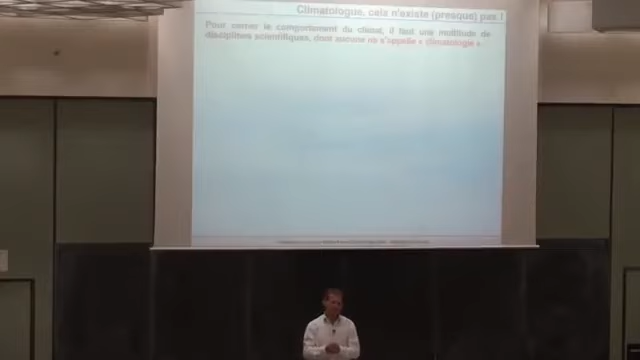 Climatologue, cela n'existe (presque) pas !
Pour cerner le comportement du climat, il faut une multitude de
disciplines scientifiques, dont aucune ne s'appelle « climatologie ».